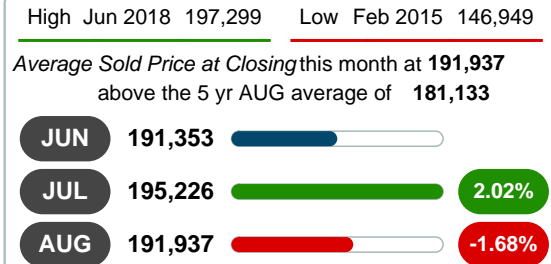 High Jun 2018 197,299 Low Feb 2015 146,949
Average Sold Price at Closing this month at 191,937
above the 5 yr AUG average of 181,133
JUN 191,353
JUL 195,226 2.02%
AUG 191,937 -1.68%